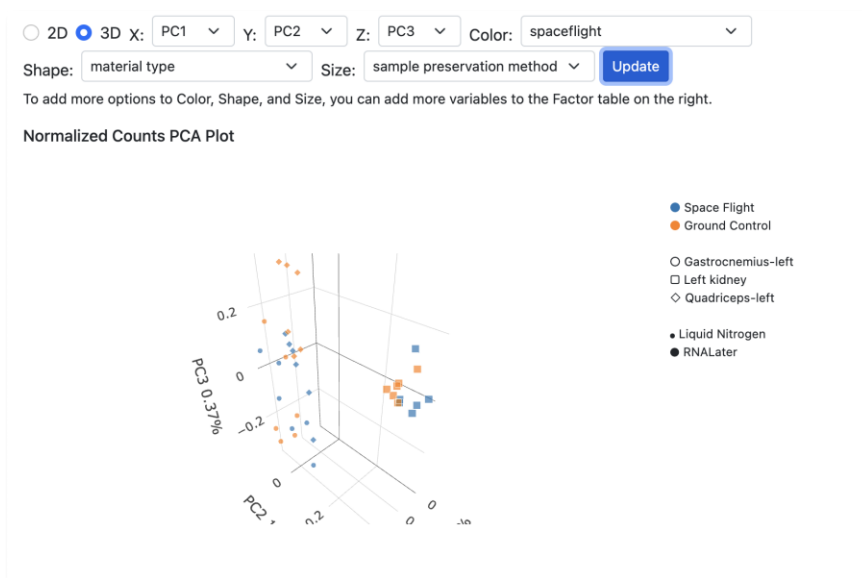 2D 3D X: PC1 Y: PC2 Z: PC3 Color: spaceflight
Shape: material type Size: sample preservation method Update
To add more options to Color, Shape, and Size, you can add more variables to the Factor table on the right.
Normalized Counts PCA Plot
Space Flight
Ground Control
Gastrocnemius-left
Left kidney
Quadriceps-left
Liquid Nitrogen
RNALater
0.2
0
−0.2
PC3 0.37%
0
0.2
PC2
0
0